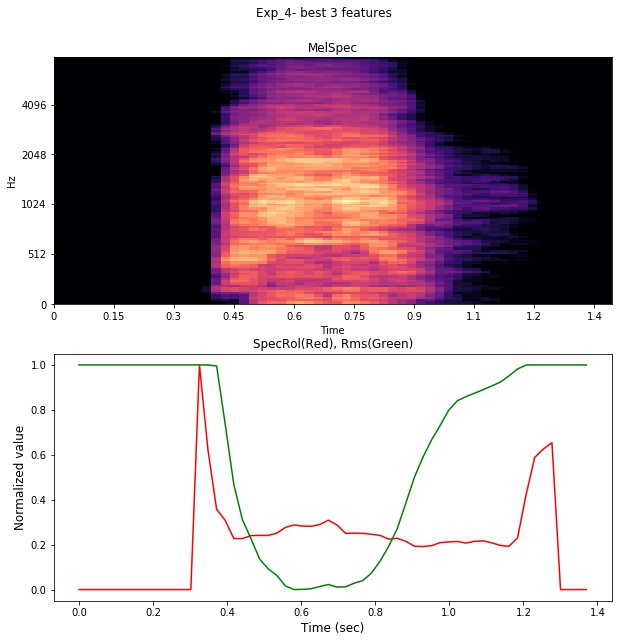 Exp_4- best 3 features
MelSpec
4096
2048
1024
512
0
Hz
0 0.15 0.3 0.45 0.6 0.75 0.9 1 1.2 1.4
Time
SpecRol(Red), Rms(Green)
1.0
0.8
0.6
0.4
0.2
0.0
Normalized value
0.0 0.2 0.4 0.6 0.8 1.0 1.2 1.4
Time (sec)